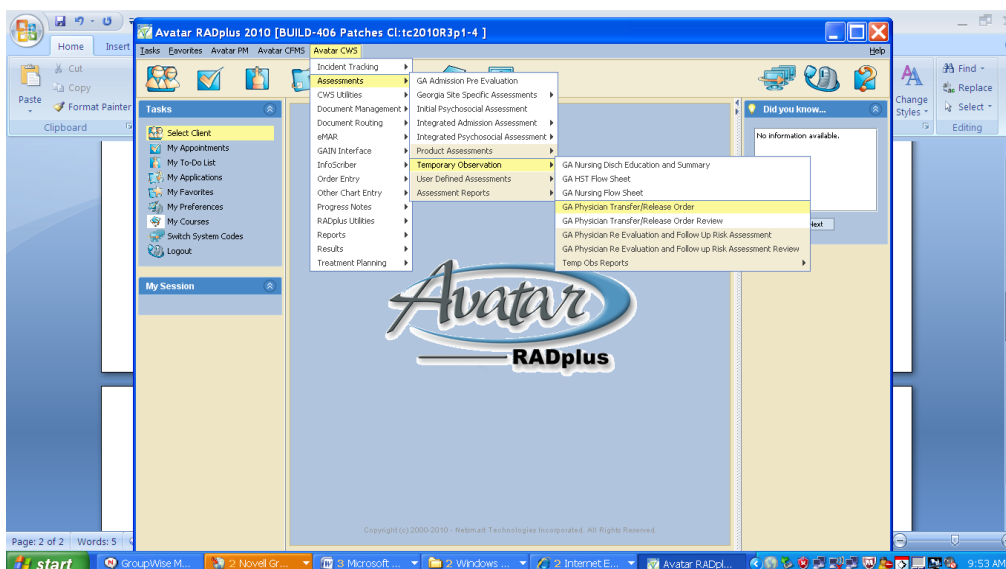 Avatar RADplus 2010 [BUILD-406 Patches Cl:tc2010R3p1-4 ]
Home Insert
Tasks Favorites Avatar PM Avatar CFMS Avatar CWS Help
Cut
Copy
Paste
Format Painter
Clipboard
Find
Replace
Change Styles
Select
Editing
Tasks
Select Client
My Appointments
My To-Do List
My Applications
My Favorites
My Preferences
My Courses
Switch System Codes
Logout
My Session
Incident Tracking
Assessments
CWS Utilities
Document Management
Document Routing
eMAR
GAIN Interface
InfoScriber
Order Entry
Other Chart Entry
Progress Notes
RADplus Utilities
Reports
Results
Treatment Planning
GA Admission Pre Evaluation
Georgia Site Specific Assessments
Initial Psychosocial Assessment
Integrated Admission Assessment
Integrated Psychosocial Assessment
Product Assessments
Temporary Observation
User Defined Assessments
Assessment Reports
GA Nursing Disch Education and Summary
GA HST Flow Sheet
GA Nursing Flow Sheet
GA Physician Transfer/Release Order
GA Physician Transfer/Release Order Review
GA Physician Re Evaluation and Follow Up Risk Assessment
GA Physician Re Evaluation and Follow up Risk Assessment Review
Temp Obs Reports
Did you know...
No information available.
Avatar
RADplus
Copyright (c) 2000-2010 - Netsmart Technologies Incorporated. All Rights Reserved.
Page: 2 of 2 Words: 5
start GroupWise M... 2 Novell Gr... 3 Microsoft ... 2 Windows ... 2 Internet E... Avatar RADpl... 9:53 AM